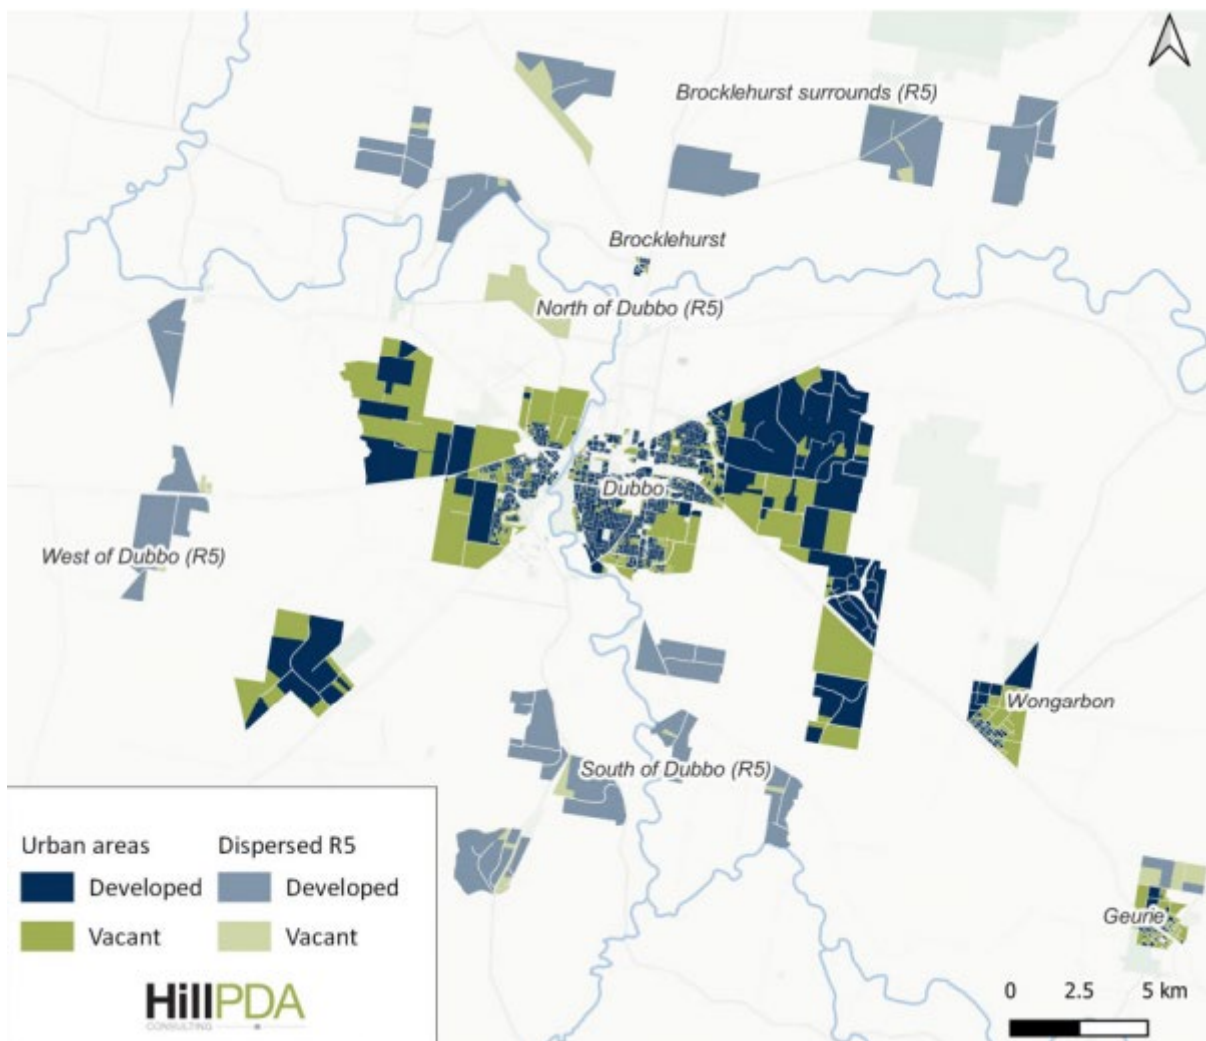 Brocklehurst surrounds (R5)
Brocklehurst
North of Dubbo (R5)
Dubbo
West of Dubbo (R5)
Wongarbon
South of Dubbo (R5)
Geurie
Urban areas
Dispersed R5
Developed
Developed
Vacant
Vacant
HillPDA
CONSULTING
0 2.5 5 km